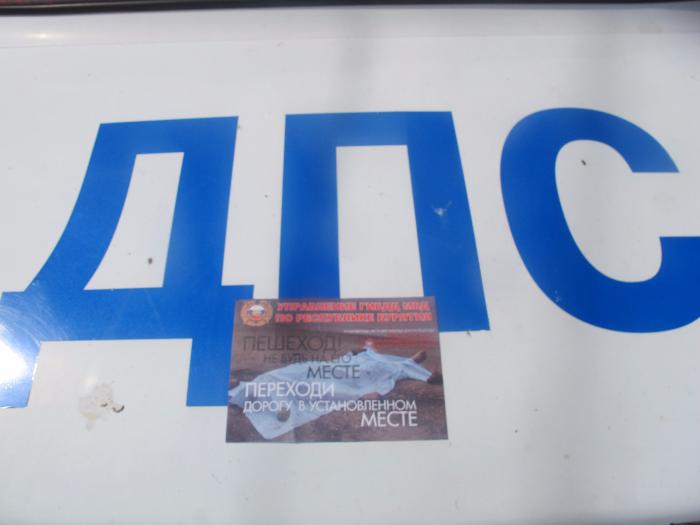 ДПС
УПРАВЛЕНИЕ ГИБДД МВД
ПО РЕСПУБЛИКЕ БУРЯТИЯ
ПЕШЕХОД!
НЕ БУДЬ НА ЕГО
МЕСТЕ
ПЕРЕХОДИ
ДОРОГУ В УСТАНОВЛЕННОМ
МЕСТЕ